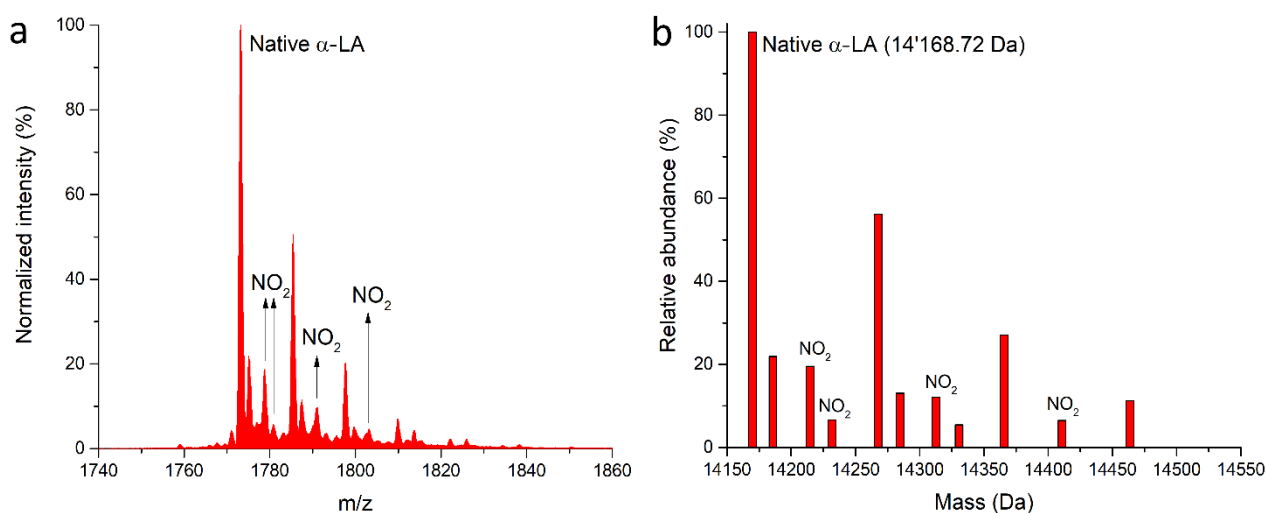 a
Native α-LA
NO₂
NO₂
NO₂
Normalized intensity (%)
100
80
60
40
20
0
1740
1760
1780
1800
1820
1840
1860
m/z
b
Native α-LA (14'168.72 Da)
NO₂
NO₂
NO₂
NO₂
Relative abundance (%)
100
80
60
40
20
0
14150
14200
14250
14300
14350
14400
14450
14500
14550
Mass (Da)